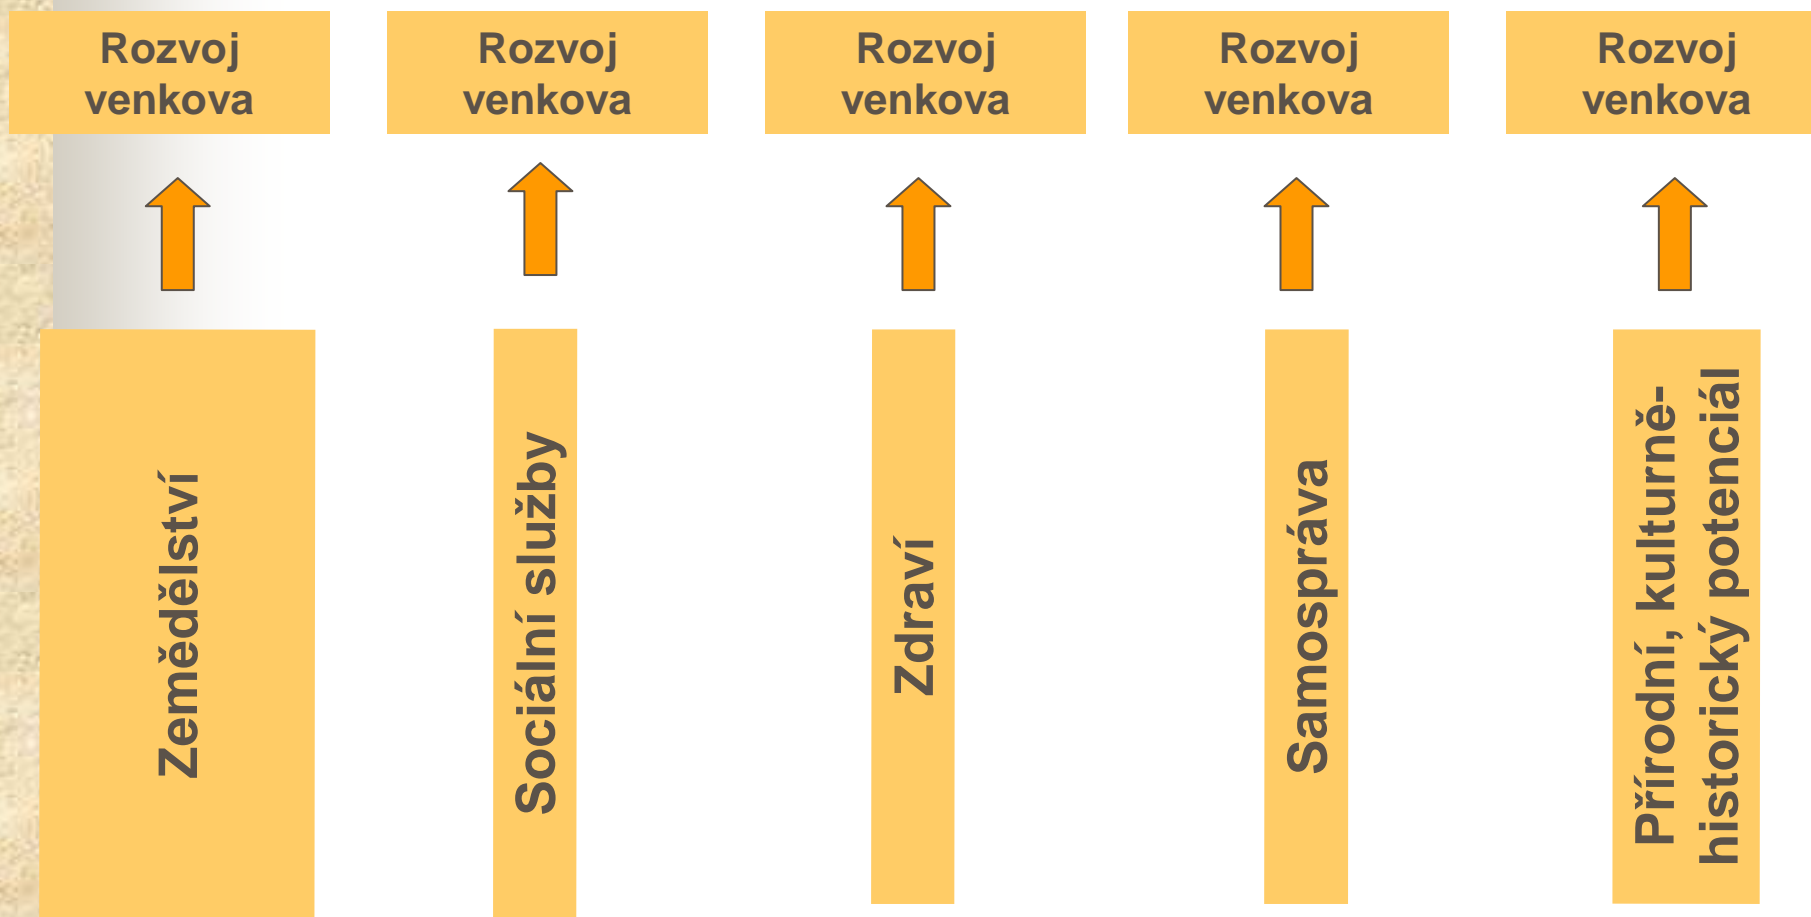 Rozvoj
venkova
Rozvoj
venkova
Rozvoj
venkova
Rozvoj
venkova
Rozvoj
venkova
Zemědělství
Sociální služby
Zdraví
Samospráva
Přírodní, kulturně-
historický potenciál